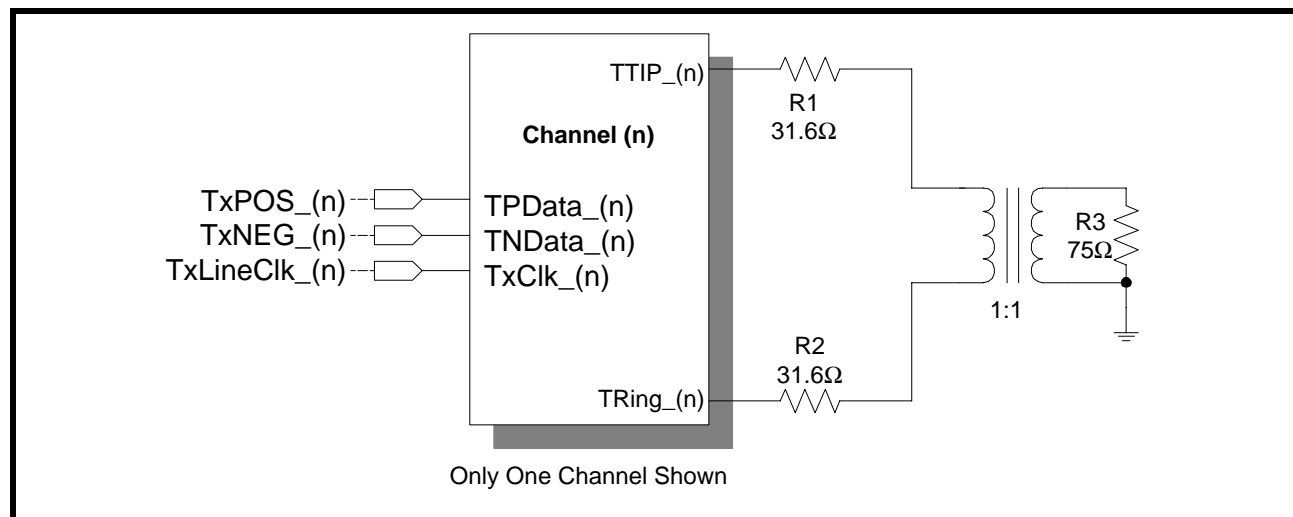 TTIP_(n)
R1
31.6Ω
Channel (n)
TxPOS_(n)
TPData_(n)
TxNEG_(n)
TNData_(n)
TxLineClk_(n)
TxClk_(n)
R3
75Ω
1:1
R2
31.6Ω
TRing_(n)
Only One Channel Shown